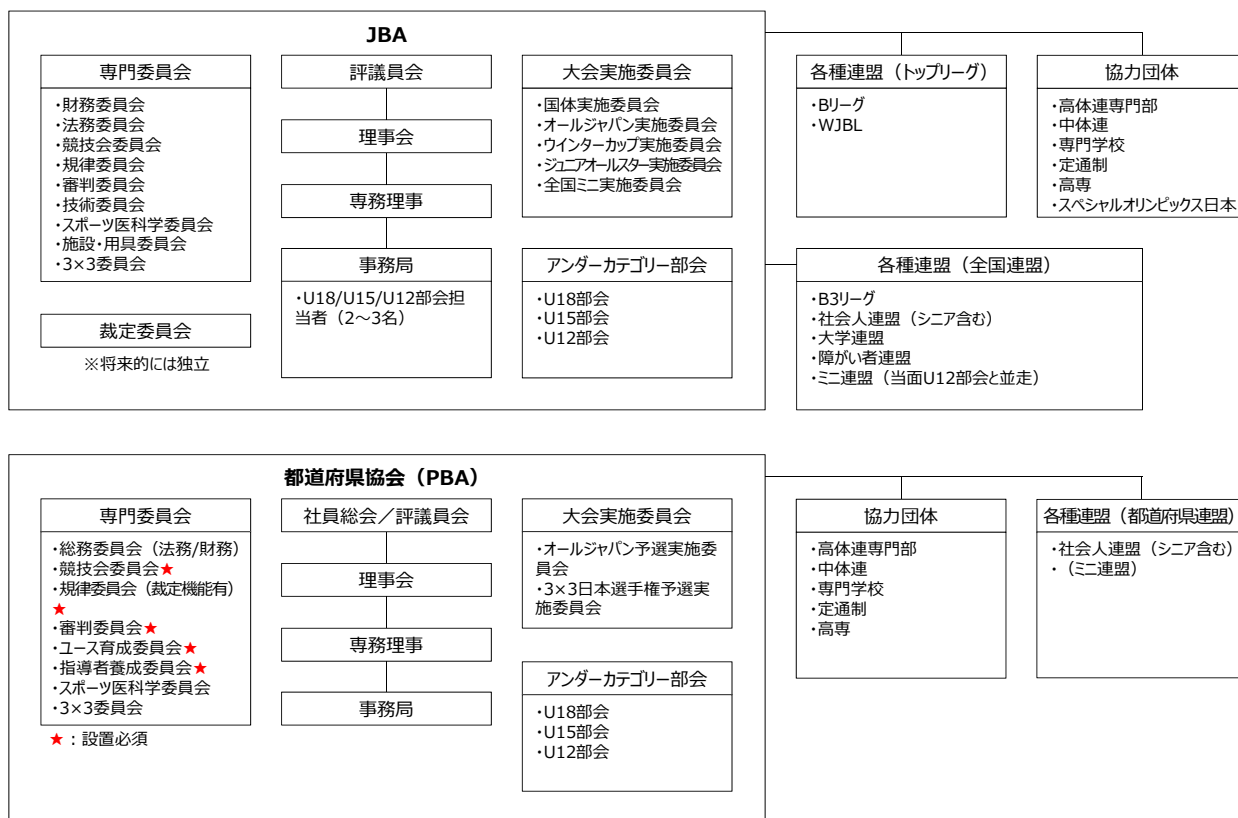 JBA
専門委員会
・財務委員会
・法務委員会
・競技会委員会
・規律委員会
・審判委員会
・技術委員会
・スポーツ医科学委員会
・施設・用具委員会
・3×3委員会
裁定委員会
※将来的には独立
評議員会
理事会
専務理事
事務局
・U18/U15/U12部会担
当者（2～3名）
大会実施委員会
・国体実施委員会
・オールジャパン実施委員会
・ウインターカップ実施委員会
・ジュニアオールスター実施委員会
・全国ミニ実施委員会
アンダーカテゴリー部会
・U18部会
・U15部会
・U12部会
各種連盟（トップリーグ）
・Bリーグ
・WJBL
協力団体
・高体連専門部
・中体連
・専門学校
・定通制
・高専
・スペシャルオリンピックス日本
各種連盟（全国連盟）
・B3リーグ
・社会人連盟（シニア含む）
・大学連盟
・障がい者連盟
・ミニ連盟（当面U12部会と並走）
都道府県協会（PBA）
専門委員会
・総務委員会（法務/財務）
・競技会委員会★
・規律委員会（裁定機能有）
★
・審判委員会★
・ユース育成委員会★
・指導者養成委員会★
・スポーツ医科学委員会
・3×3委員会
★：設置必須
社員総会／評議員会
理事会
専務理事
事務局
大会実施委員会
・オールジャパン予選実施委
員会
・3×3日本選手権予選実
施委員会
アンダーカテゴリー部会
・U18部会
・U15部会
・U12部会
協力団体
・高体連専門部
・中体連
・専門学校
・定通制
・高専
各種連盟（都道府県連盟）
・社会人連盟（シニア含む）
・（ミニ連盟）